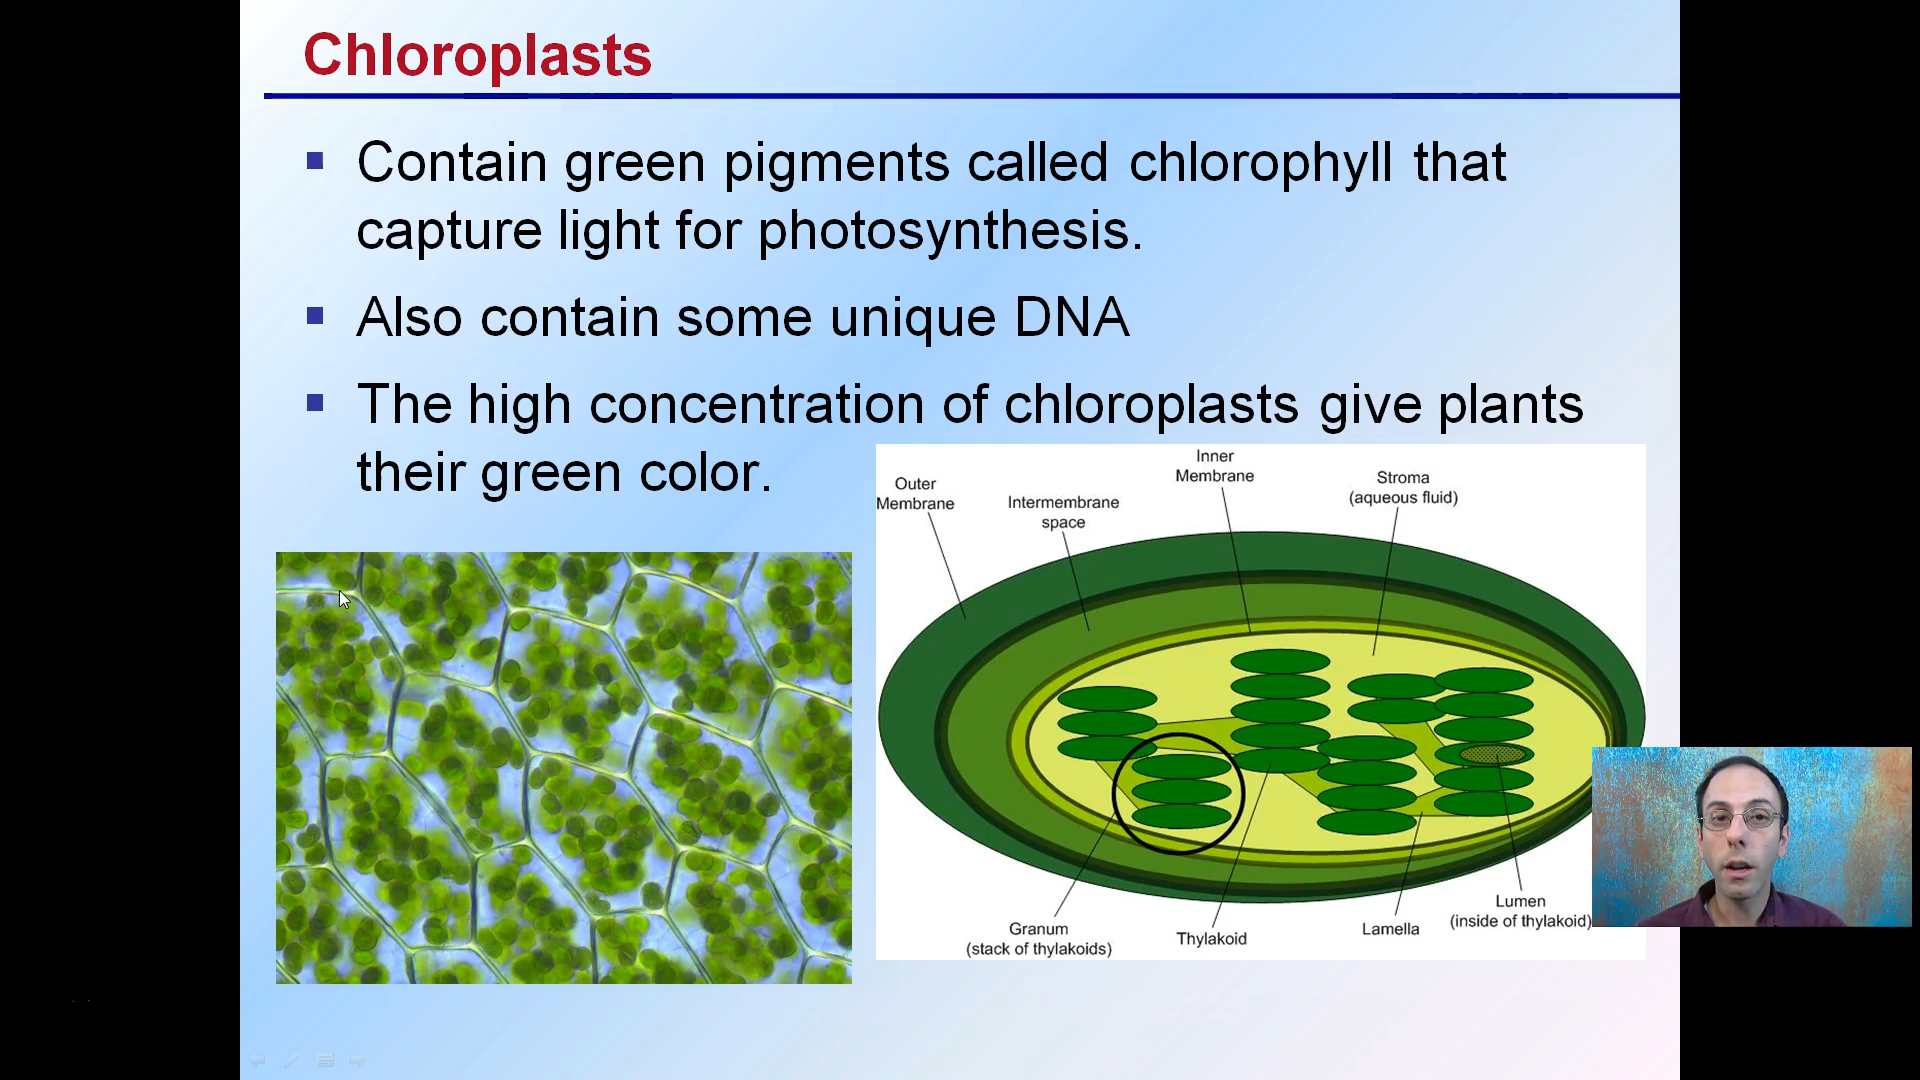 Chloroplasts
Contain green pigments called chlorophyll that
capture light for photosynthesis.
Also contain some unique DNA
The high concentration of chloroplasts give plants
their green color.
Outer
Membrane
Intermembrane
space
Inner
Membrane
Stroma
(aqueous fluid)
Granum
(stack of thylakoids)
Thylakoid
Lamella
Lumen
(inside of thylakoid)